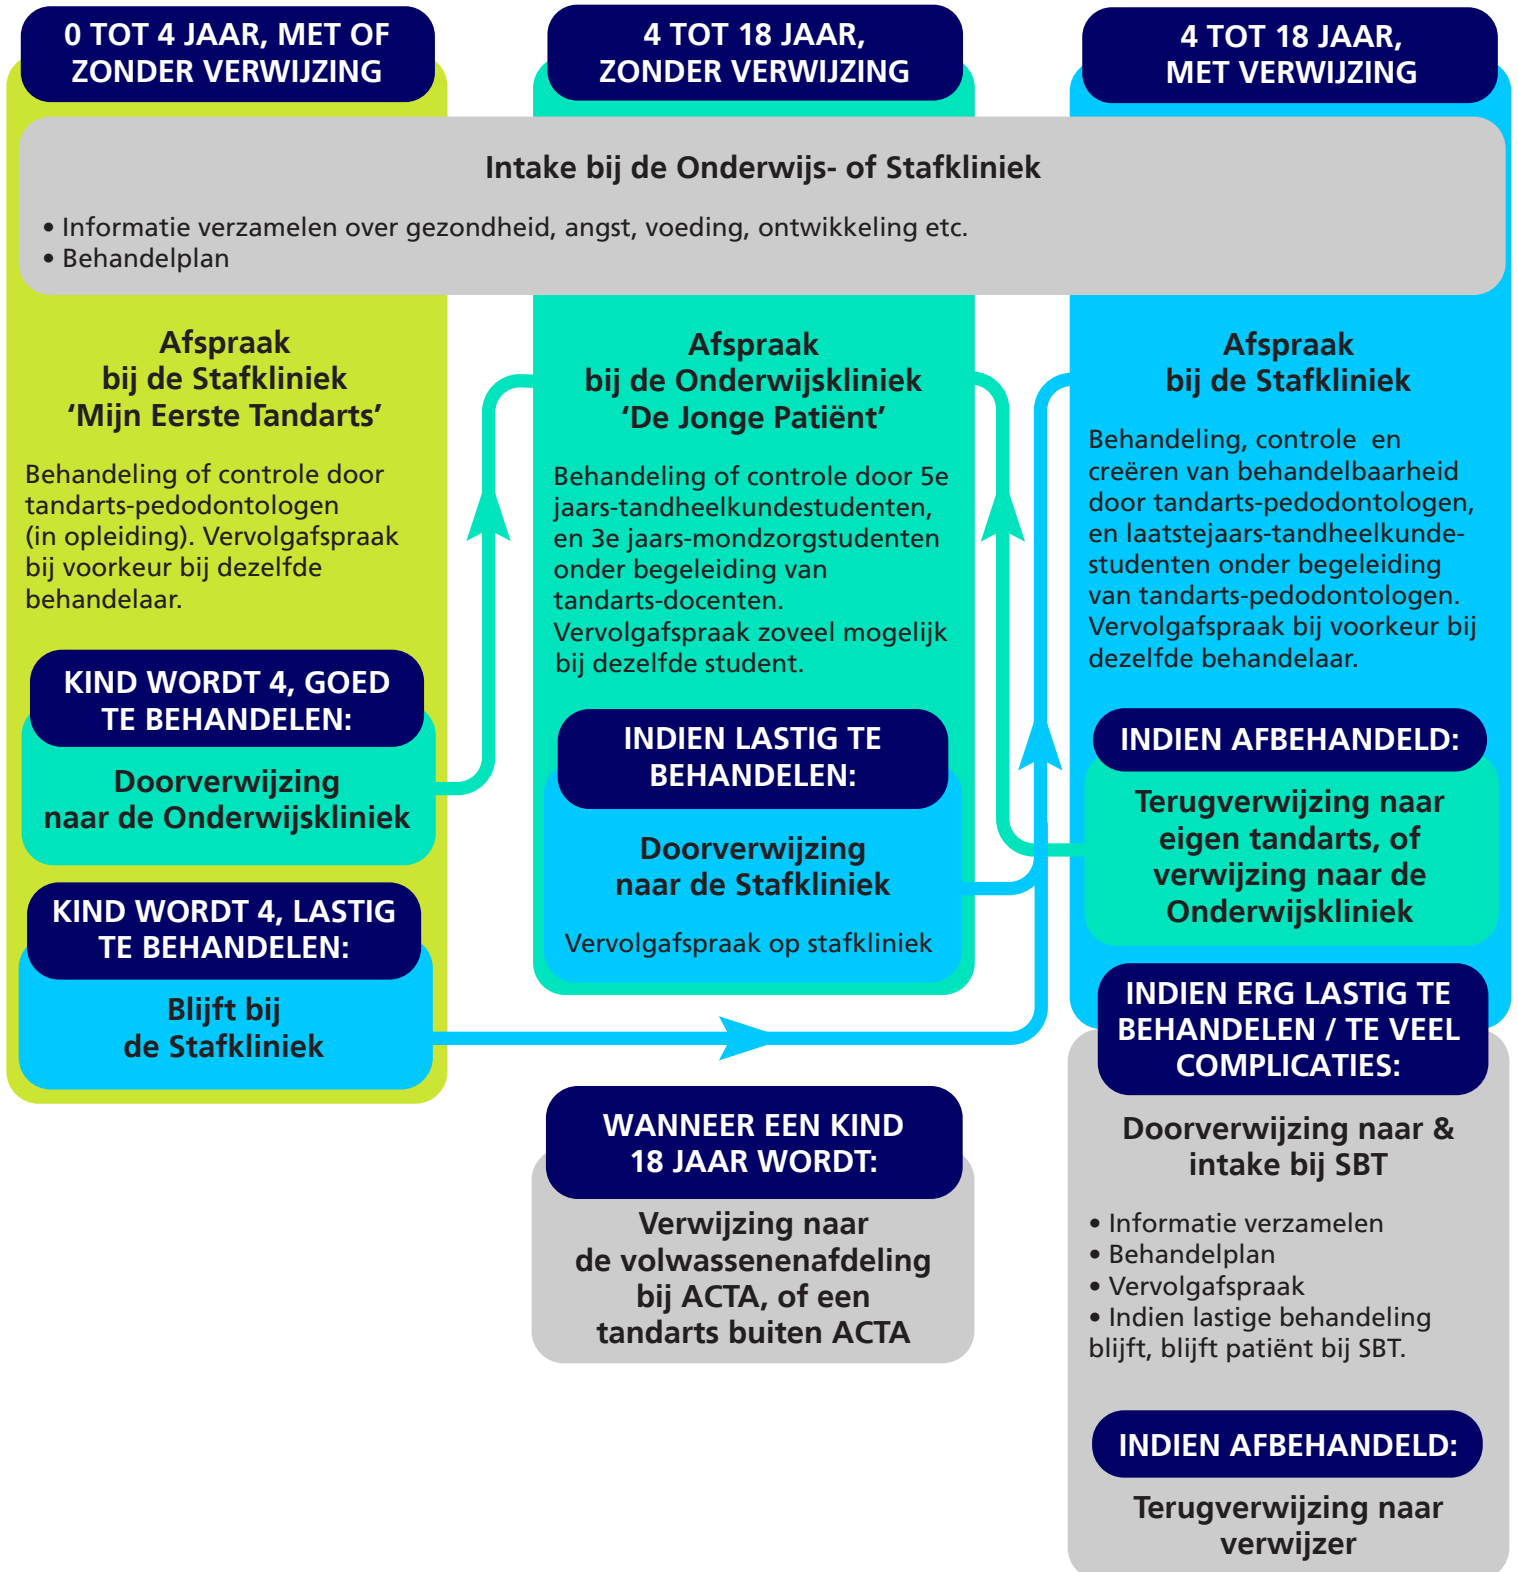 0 TOT 4 JAAR, MET OF
ZONDER VERWIJZING
4 TOT 18 JAAR,
ZONDER VERWIJZING
4 TOT 18 JAAR,
MET VERWIJZING
Intake bij de Onderwijs- of Stafkliniek
• Informatie verzamelen over gezondheid, angst, voeding, ontwikkeling etc.
• Behandelplan
Afspraak
bij de Stafkliniek
‘Mijn Eerste Tandarts’
Behandeling of controle door
tandarts-pedodontologen
(in opleiding). Vervolgafspraak
bij voorkeur bij dezelfde
behandelaar.
KIND WORDT 4, GOED
TE BEHANDELEN:
Doorverwijzing
naar de Onderwijskliniek
KIND WORDT 4, LASTIG
TE BEHANDELEN:
Blijft bij
de Stafkliniek
Afspraak
bij de Onderwijskliniek
‘De Jonge Patiënt’
Behandeling of controle door 5e
jaars-tandheelkundestudenten,
en 3e jaars-mondzorgstudenten
onder begeleiding van
tandarts-docenten.
Vervolgafspraak zoveel mogelijk
bij dezelfde student.
INDIEN LASTIG TE
BEHANDELEN:
Doorverwijzing
naar de Stafkliniek
Vervolgafspraak op stafkliniek
WANNEER EEN KIND
18 JAAR WORDT:
Verwijzing naar
de volwassenenafdeling
bij ACTA, of een
tandarts buiten ACTA
Afspraak
bij de Stafkliniek
Behandeling, controle en
creëren van behandelbaarheid
door tandarts-pedodontologen,
en laatstejaars-tandheelkunde-
studenten onder begeleiding
van tandarts-pedodontologen.
Vervolgafspraak bij voorkeur bij
dezelfde behandelaar.
INDIEN AFBEHANDELD:
Terugverwijzing naar
eigen tandarts, of
verwijzing naar de
Onderwijskliniek
INDIEN ERG LASTIG TE
BEHANDELEN / TE VEEL
COMPLICATIES:
Doorverwijzing naar &
intake bij SBT
• Informatie verzamelen
• Behandelplan
• Vervolgafspraak
• Indien lastige behandeling
blijft, blijft patiënt bij SBT.
INDIEN AFBEHANDELD:
Terugverwijzing naar
verwijzer